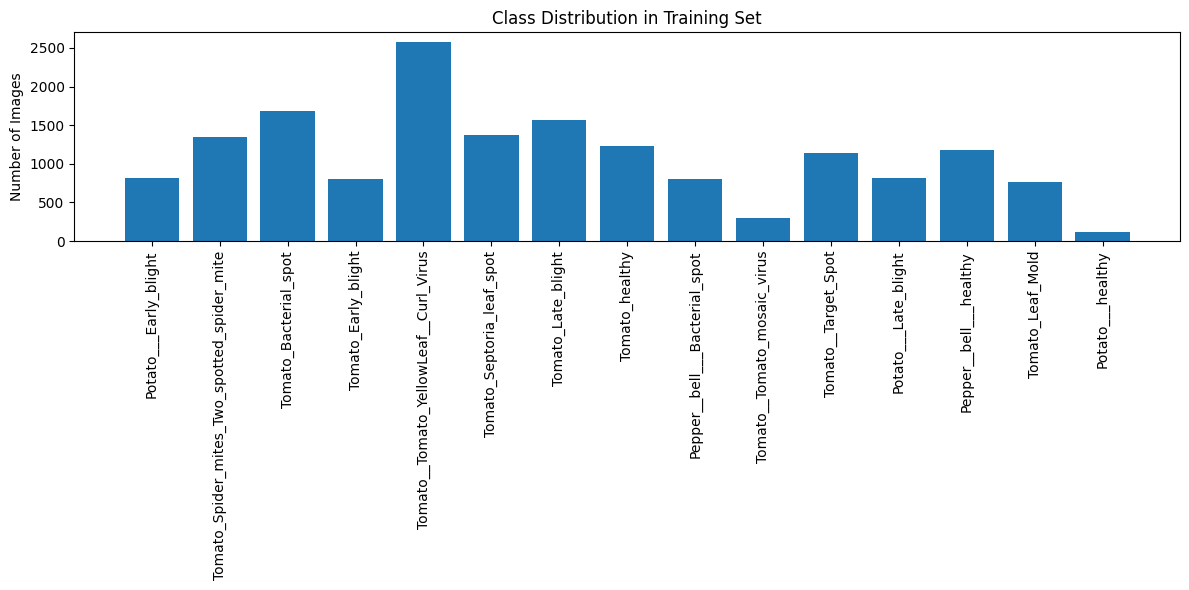 Class Distribution in Training Set
Number of Images
2500
2000
1500
1000
500
0
Potato___Early_blight
Tomato_Spider_mites_Two_spotted_spider_mite
Tomato_Bacterial_spot
Tomato_Early_blight
Tomato__Tomato_YellowLeaf__Curl_Virus
Tomato_Septoria_leaf_spot
Tomato_Late_blight
Tomato_healthy
Pepper__bell___Bacterial_spot
Tomato__Tomato_mosaic_virus
Tomato__Target_Spot
Potato___Late_blight
Pepper__bell___healthy
Tomato_Leaf_Mold
Potato___healthy